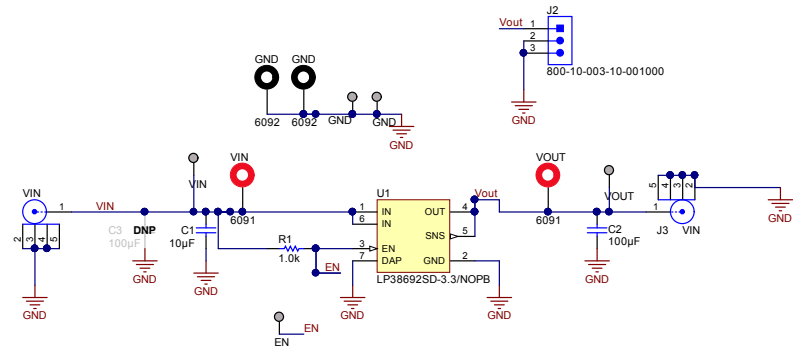 J2
Vout
1
2
3
800-10-003-10-001000
GND
GND GND
6092 6092
GND GND
GND
VIN
VIN
1
VIN
2 3 4 5
GND
C3 DNP
100µF
GND
C1
10µF
GND
VIN
6091
R1
1.0k
EN
U1
1 IN
6 IN
3 EN
7 DAP
OUT 4
SNS 5
GND 2
LP38692SD-3.3/NOPB
GND
GND
Vout
VOUT
6091
VOUT
C2
100µF
GND
5 4 3 2
1
J3 VIN
GND
EN
EN